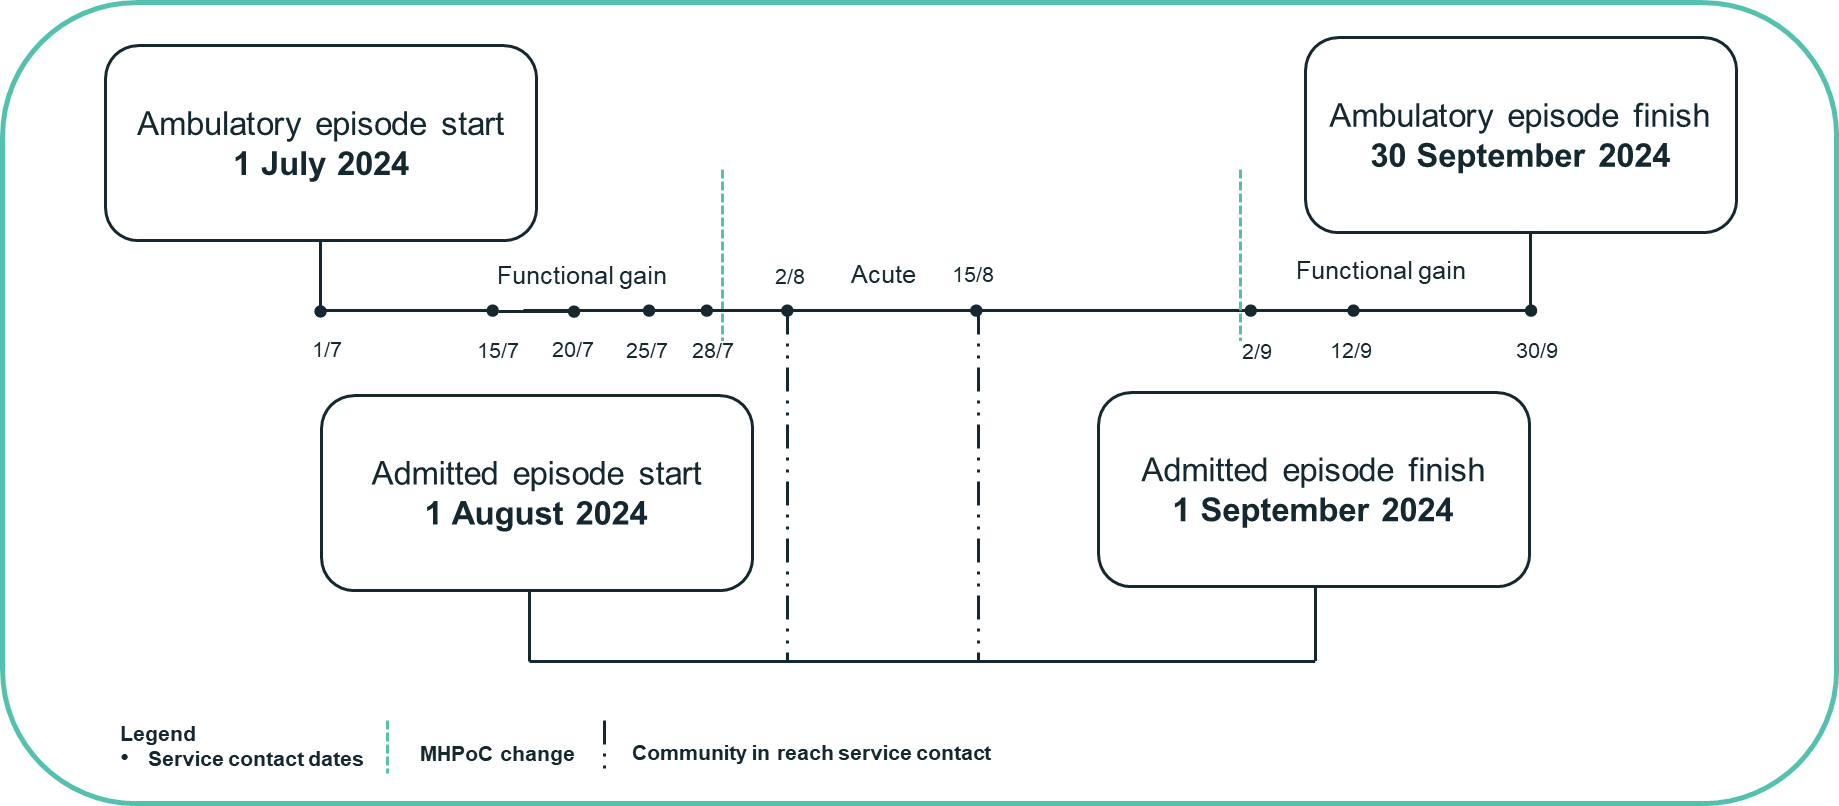 Ambulatory episode start
1 July 2024
Ambulatory episode finish
30 September 2024
Functional gain
2/8
Acute
15/8
Functional gain
1/7
15/7
20/7
25/7
28/7
2/9
12/9
30/9
Admitted episode start
1 August 2024
Admitted episode finish
1 September 2024
Legend
• Service contact dates
MHPoC change
Community in reach service contact